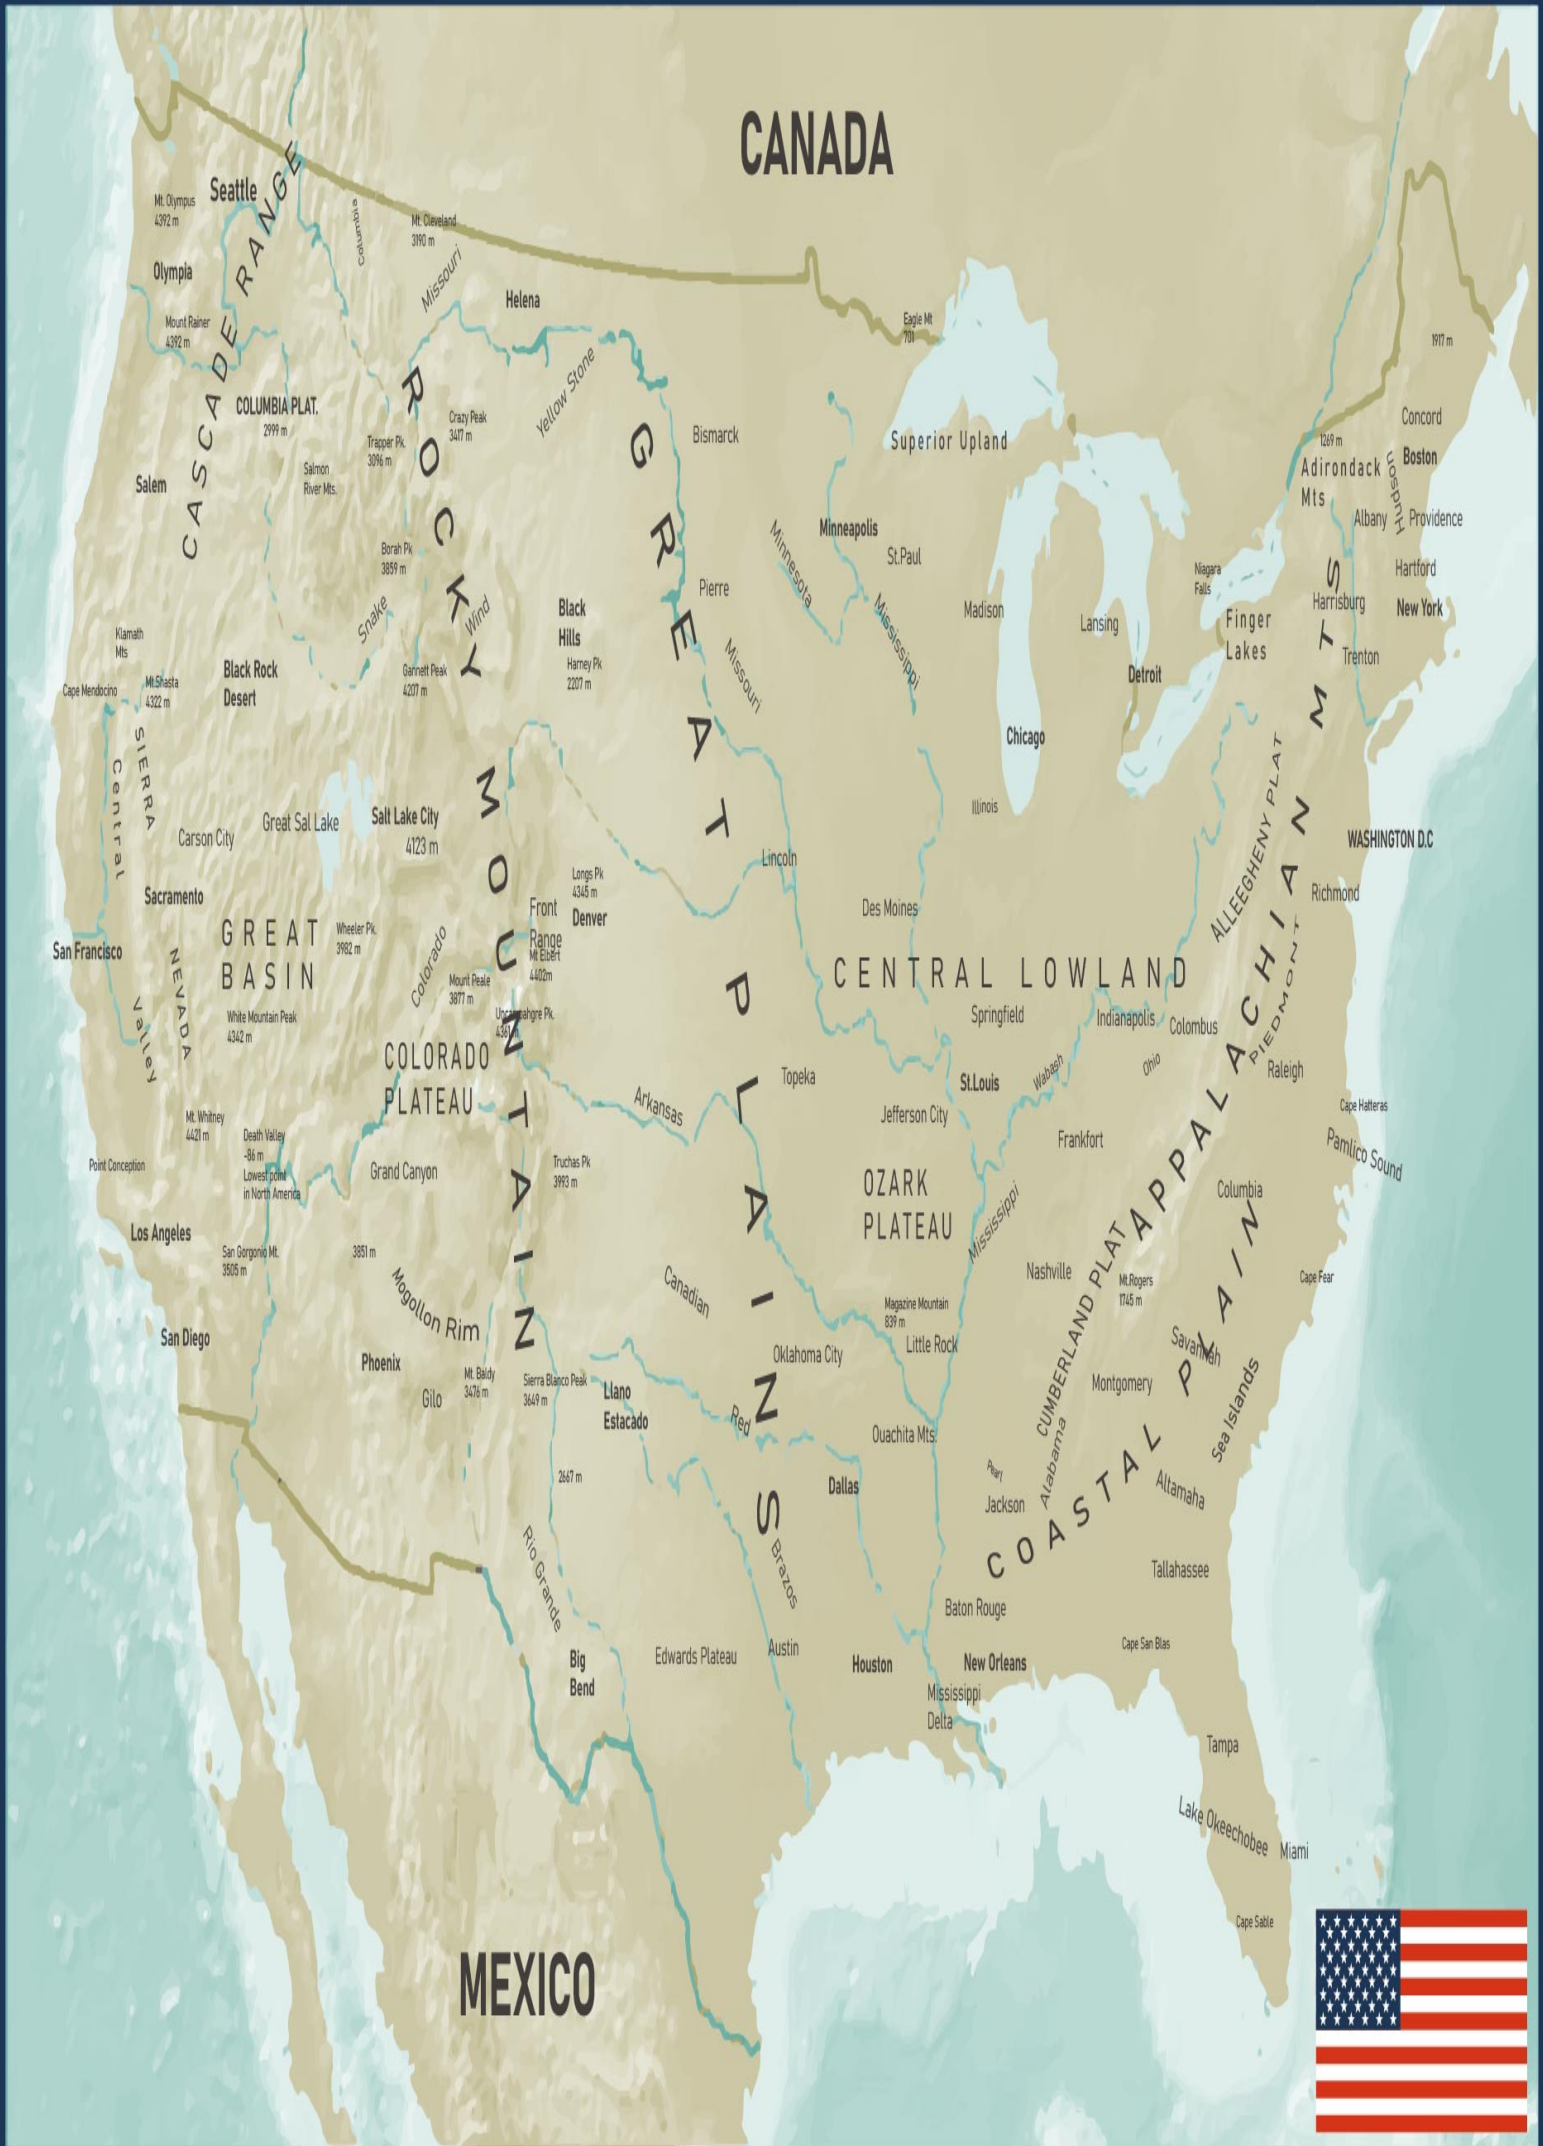 CANADA
Seattle
Mt. Olympus
4392 m
CASCADE RANGE
Columbia
Mt. Cleveland
3190 m
Missouri
Olympia
Helena
Mount Rainer
4392 m
Eagle Mt
701
1917 m
Yellow Stone
ROCKY MOUNTAIN
COLUMBIA PLAT.
2999 m
Crazy Peak
3417 m
Trapper Pk.
3096 m
GREAT PLAINS
Bismarck
Superior Upland
Concord
1269 m
Boston
Adirondack
Mts
Hudson
Salmon
River Mts.
Salem
Albany
Providence
Minneapolis
St.Paul
Minnesota
Borah Pk
3859 m
Niagara
Falls
Hartford
Pierre
Mississippi
Madison
Lansing
Harrisburg
New York
Black
Hills
Snake
Wind
Finger
Lakes
Klamath
Mts
Trenton
Harney Pk
2207 m
Missouri
Black Rock
Desert
Gannett Peak
4207 m
Detroit
Cape Mendocino
Mt.Shasta
4322 m
SIERRA
NEVADA
Central
Valley
Chicago
Illinois
ALLEEGHENY PLAT
APPALACHIAN MTS
Great Sal Lake
Salt Lake City
4123 m
Carson City
WASHINGTON D.C
Lincoln
Longs Pk
4345 m
Sacramento
Richmond
Front
Range
Denver
Des Moines
GREAT
BASIN
Wheeler Pk.
3982 m
San Francisco
Colorado
Mt Elbert
4402m
Mount Peale
3877 m
CENTRAL LOWLAND
PIEDMONT
White Mountain Peak
4342 m
Uncompahgre Pk.
4361 m
Springfield
Indianapolis
Colombus
COLORADO
PLATEAU
Ohio
Wabash
Raleigh
Topeka
St.Louis
Arkansas
Jefferson City
Cape Hatteras
Mt. Whitney
4421 m
Frankfort
Death Valley
-86 m
Lowest point
in North America
Pamlico Sound
Point Conception
Grand Canyon
Truchas Pk
3993 m
OZARK
PLATEAU
Columbia
Mississippi
Los Angeles
San Gorgonio Mt.
3505 m
3851 m
Nashville
Cape Fear
Mt.Rogers
1745 m
Mogollon Rim
Canadian
Magazine Mountain
839 m
CUMBERLAND PLAT
San Diego
Little Rock
Savannah
Oklahoma City
Phoenix
Mt. Baldy
3476 m
Sierra Blanco Peak
3649 m
Montgomery
Gilo
Llano
Estacado
Sea Islands
Red
Ouachita Mts.
COASTAL PLAIN
2667 m
Dallas
Pearl
Jackson
Alabama
Altamaha
Rio Grande
Brazos
Tallahassee
Baton Rouge
Cape San Blas
Big
Bend
Edwards Plateau
Austin
Houston
New Orleans
Mississippi
Delta
Tampa
Lake Okeechobee
Miami
Cape Sable
MEXICO